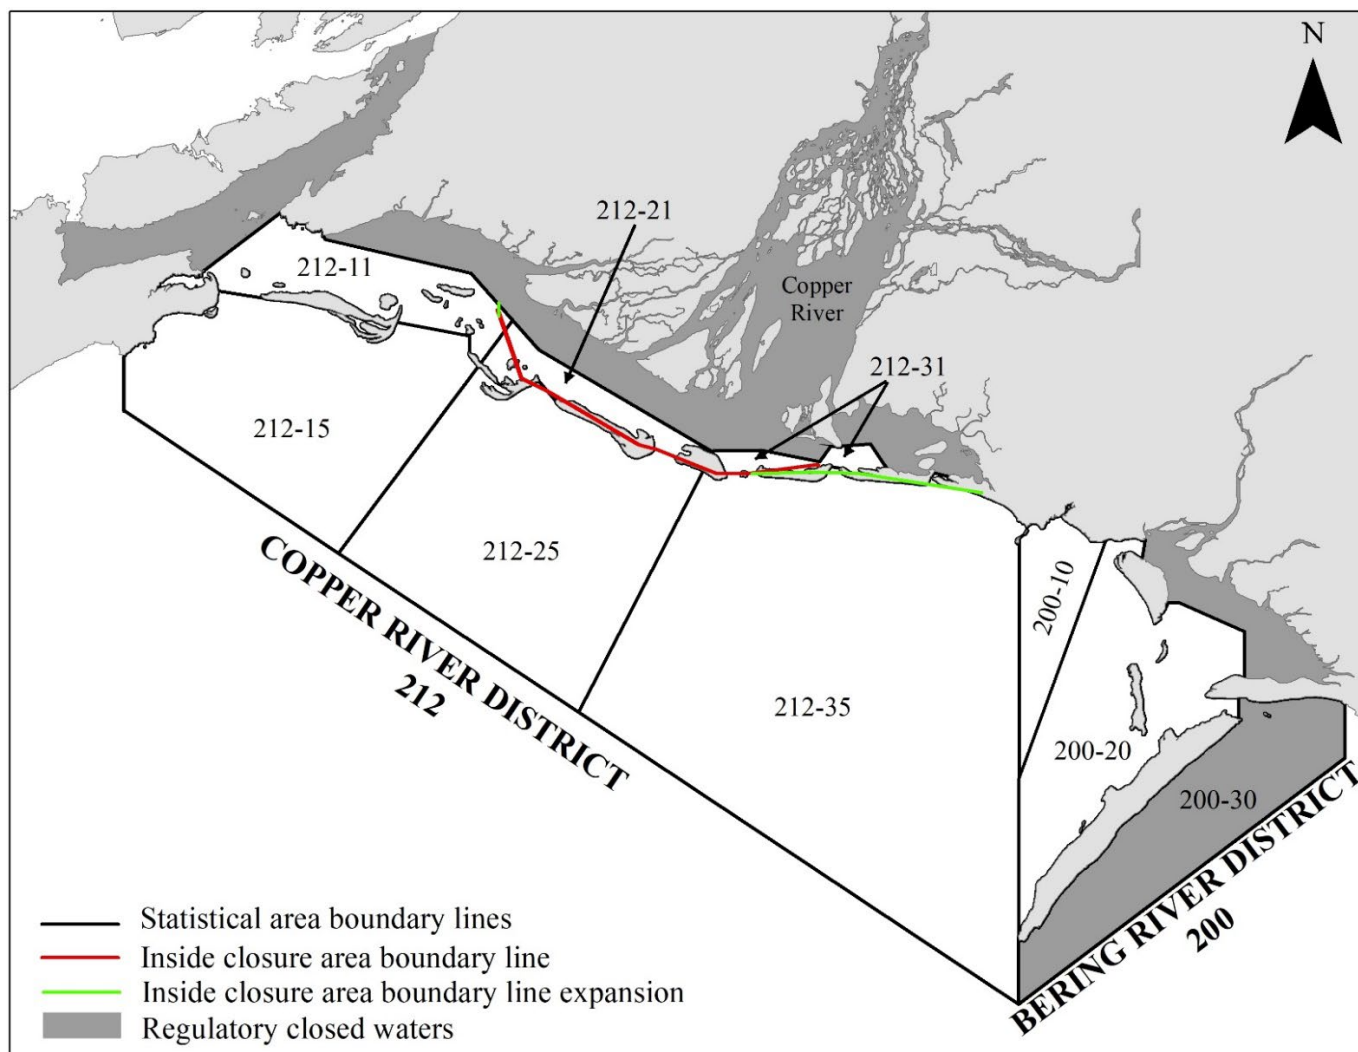 N
212-21
212-11
Copper
River
212-31
212-15
212-25
200-10
212-35
200-20
200-30
COPPER RIVER DISTRICT
212
BERING RIVER DISTRICT
200
Statistical area boundary lines
Inside closure area boundary line
Inside closure area boundary line expansion
Regulatory closed waters